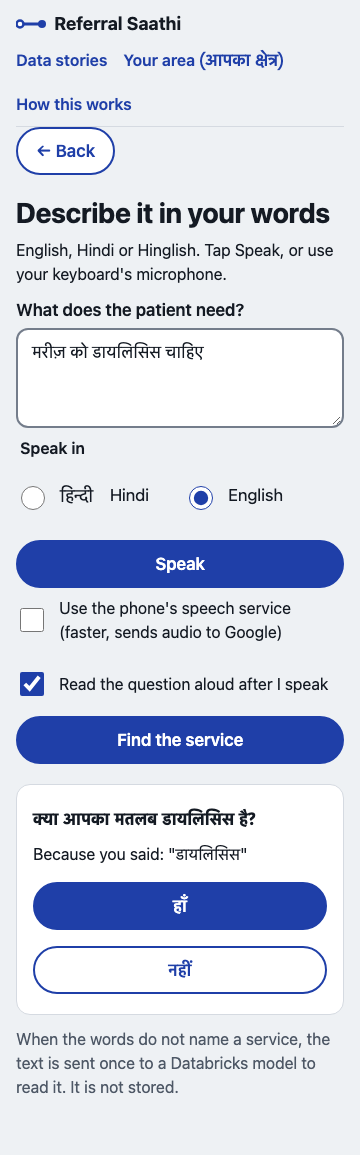 Referral Saathi
Data stories Your area (आपका क्षेत्र)
How this works
← Back
Describe it in your words
English, Hindi or Hinglish. Tap Speak, or use
your keyboard's microphone.
What does the patient need?
मरीज़ को डायलिसिस चाहिए
Speak in
हिन्दी Hindi English
Speak
Use the phone's speech service
(faster, sends audio to Google)
Read the question aloud after I speak
Find the service
क्या आपका मतलब डायलिसिस है?
Because you said: "डायलिसिस"
हाँ
नहीं
When the words do not name a service, the
text is sent once to a Databricks model to
read it. It is not stored.